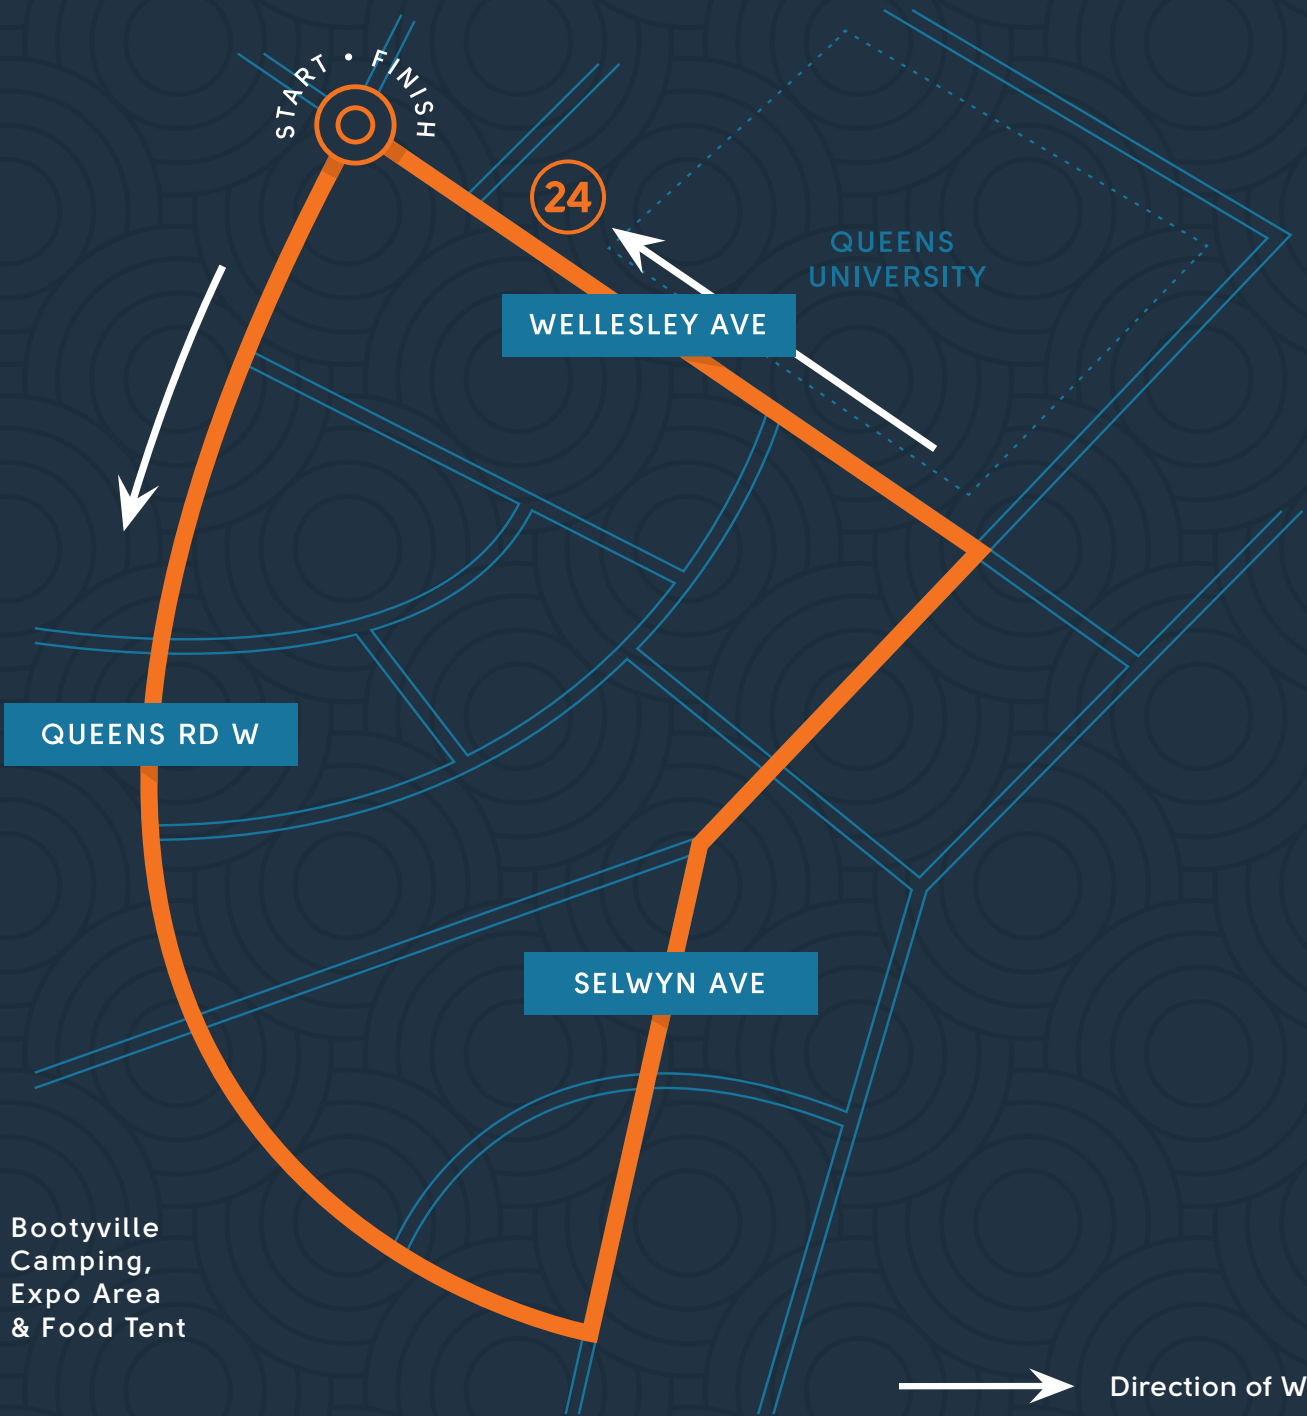 START • FINISH
24
QUEENS
UNIVERSITY
WELLESLEY AVE
QUEENS RD W
SELWYN AVE
Bootyville
Camping,
Expo Area
& Food Tent
Direction of W